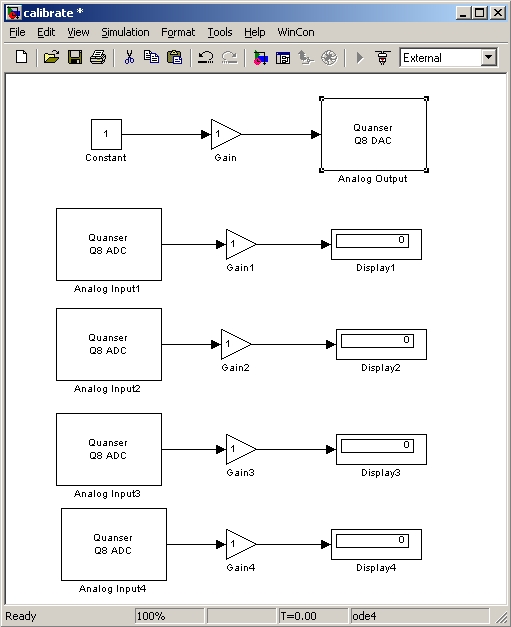 calibrate *
File Edit View Simulation Format Tools Help WinCon
External
1
Constant
1
Gain
Quanser
Q8 DAC
Analog Output
Quanser
Q8 ADC
Analog Input1
1
Gain1
0
Display1
Quanser
Q8 ADC
Analog Input2
1
Gain2
0
Display2
Quanser
Q8 ADC
Analog Input3
1
Gain3
0
Display3
Quanser
Q8 ADC
Analog Input4
1
Gain4
0
Display4
Ready 100% T=0.00 ode4